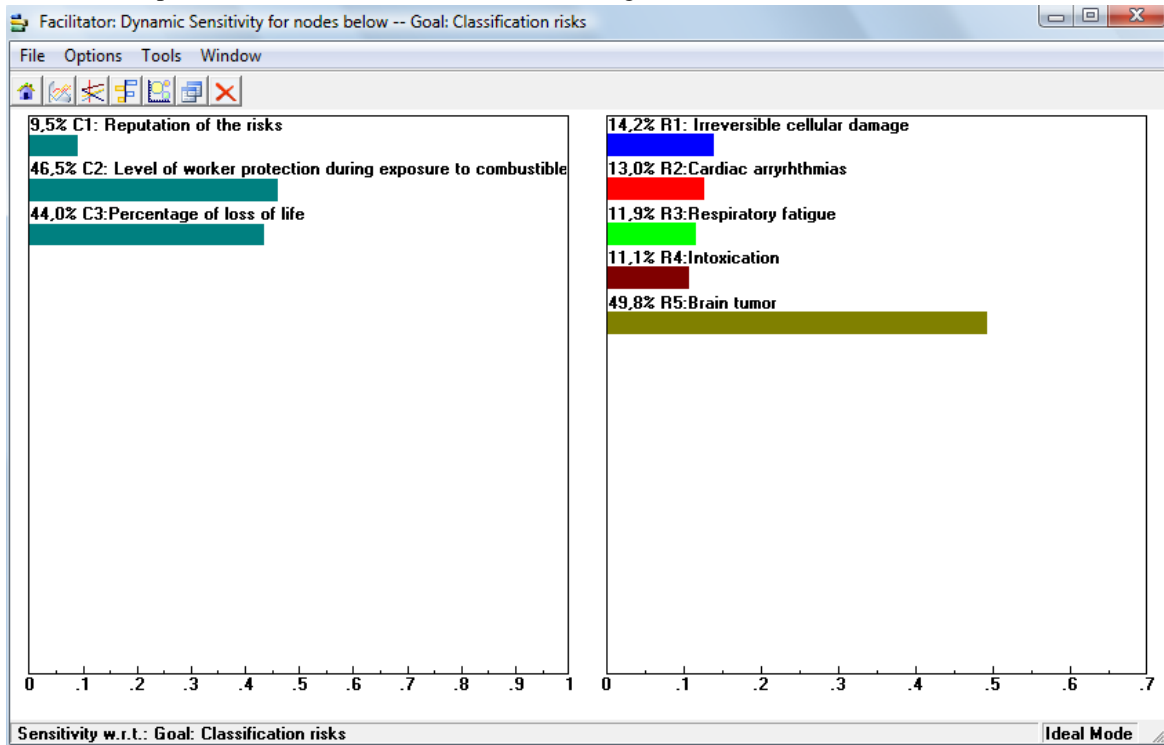 Facilitator: Dynamic Sensitivity for nodes below -- Goal: Classification risks
File Options Tools Window
9,5% C1: Reputation of the risks
46,5% C2: Level of worker protection during exposure to combustible
44,0% C3:Percentage of loss of life
0 .1 .2 .3 .4 .5 .6 .7 .8 .9 1
14,2% R1: Irreversible cellular damage
13,0% R2:Cardiac arryrhthmias
11,9% R3:Respiratory fatigue
11,1% R4:Intoxication
49,8% R5:Brain tumor
0 .1 .2 .3 .4 .5 .6 .7
Sensitivity w.r.t.: Goal: Classification risks Ideal Mode